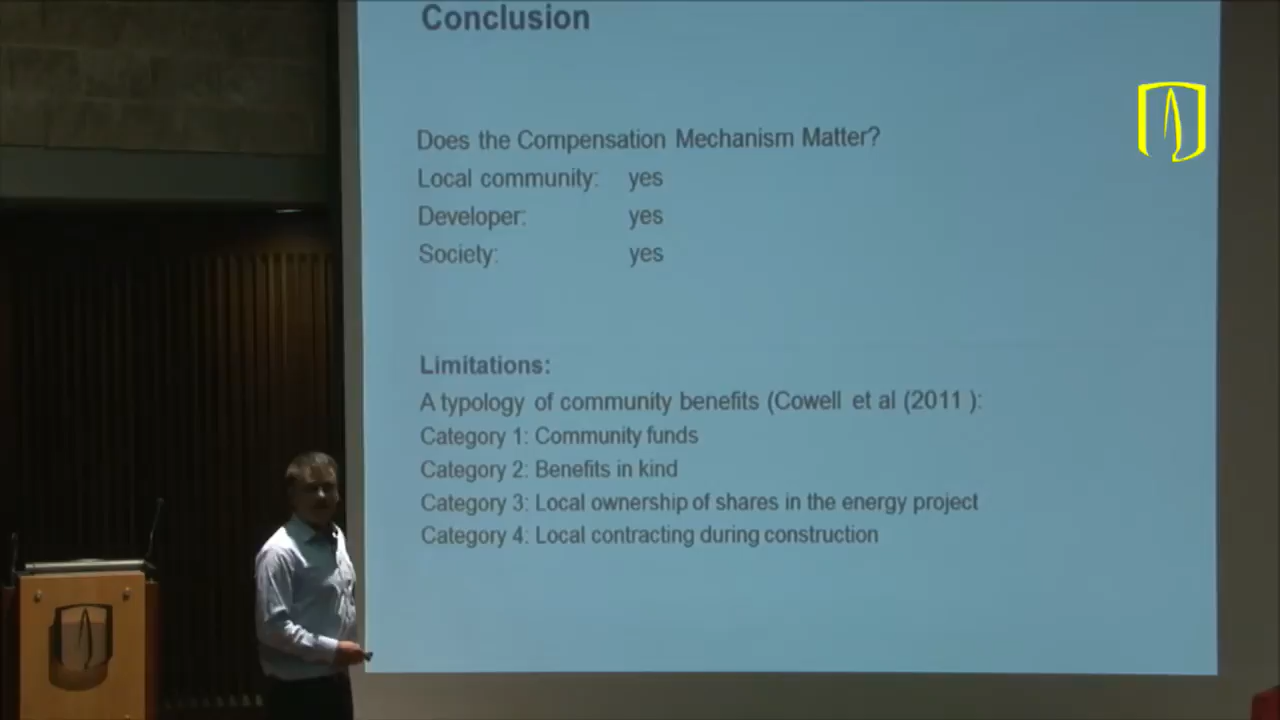 Conclusion
Does the Compensation Mechanism Matter?
Local community: yes
Developer: yes
Society: yes
Limitations:
A typology of community benefits (Cowell et al (2011 ):
Category 1: Community funds
Category 2: Benefits in kind
Category 3: Local ownership of shares in the energy project
Category 4: Local contracting during construction